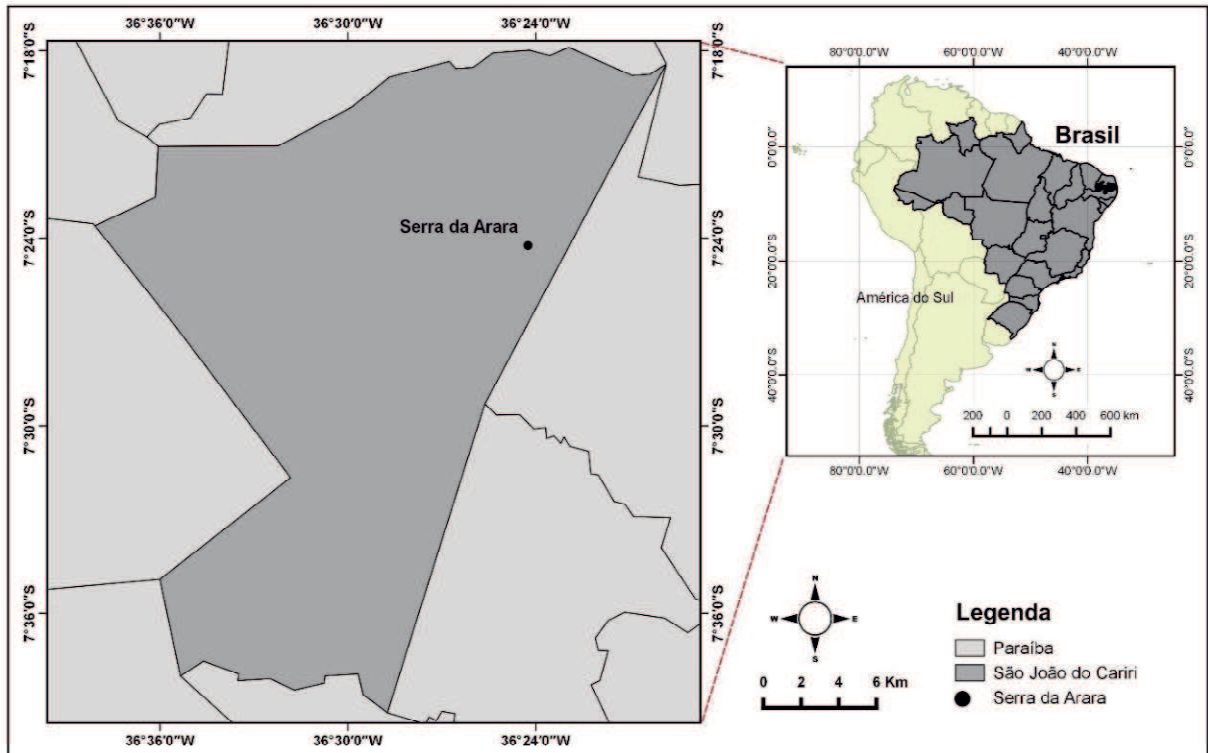 36°36'0"W 36°30'0"W 36°24'0"W
7°18'0"S
7°24'0"S
7°30'0"S
7°36'0"S
Serra da Arara
7°18'0"S
7°24'0"S
7°30'0"S
7°36'0"S
36°36'0"W 36°30'0"W 36°24'0"W
80°0'0.0"W 60°0'0.0"W 40°0'0.0"W
0°0'0.0"
20°0'0.0"S
40°0'0.0"S
Brasil
América do Sul
N
W E
S
200 0 200 400 600 km
0°0'0.0"
20°0'0.0"S
40°0'0.0"S
80°0'0.0"W 60°0'0.0"W 40°0'0.0"W
N
W E
S
0 2 4 6 Km
Legenda
Paraíba
São João do Cariri
Serra da Arara